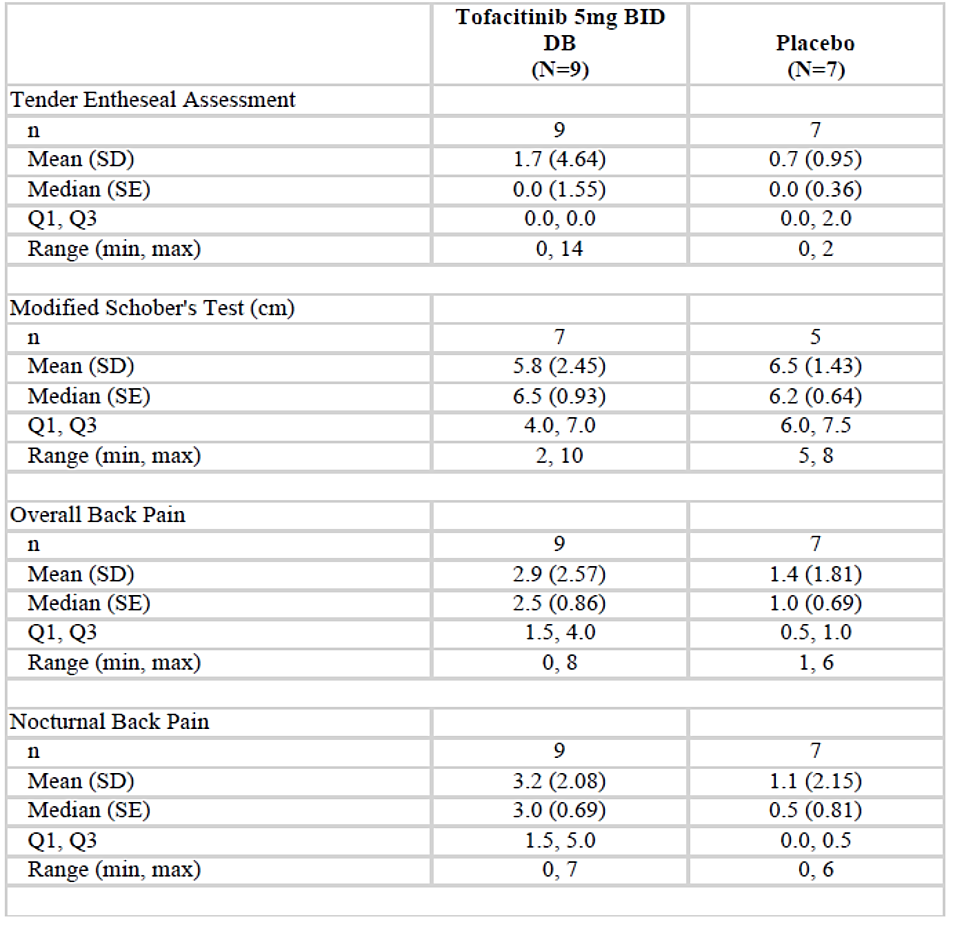 Tofacitinib 5mg BID
DB
(N=9)
Placebo
(N=7)
Tender Entheseal Assessment
n 9 7
Mean (SD) 1.7 (4.64) 0.7 (0.95)
Median (SE) 0.0 (1.55) 0.0 (0.36)
Q1, Q3 0.0, 0.0 0.0, 2.0
Range (min, max) 0, 14 0, 2
Modified Schober's Test (cm)
n 7 5
Mean (SD) 5.8 (2.45) 6.5 (1.43)
Median (SE) 6.5 (0.93) 6.2 (0.64)
Q1, Q3 4.0, 7.0 6.0, 7.5
Range (min, max) 2, 10 5, 8
Overall Back Pain
n 9 7
Mean (SD) 2.9 (2.57) 1.4 (1.81)
Median (SE) 2.5 (0.86) 1.0 (0.69)
Q1, Q3 1.5, 4.0 0.5, 1.0
Range (min, max) 0, 8 1, 6
Nocturnal Back Pain
n 9 7
Mean (SD) 3.2 (2.08) 1.1 (2.15)
Median (SE) 3.0 (0.69) 0.5 (0.81)
Q1, Q3 1.5, 5.0 0.0, 0.5
Range (min, max) 0, 7 0, 6